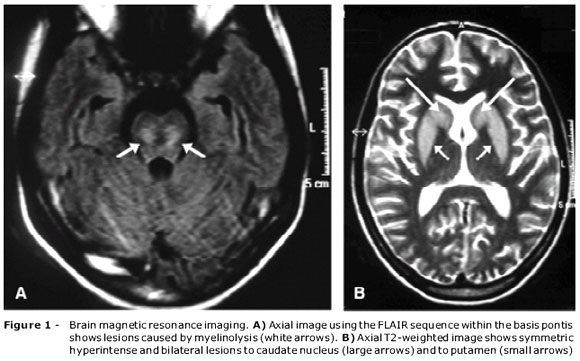 A
L
5 cm
A
L
5 cm
B
Figure 1 - Brain magnetic resonance imaging. A) Axial image using the FLAIR sequence within the basis pontis
shows lesions caused by myelinolysis (white arrows). B) Axial T2-weighted image shows symmetric
hyperintense and bilateral lesions to caudate nucleus (large arrows) and to putamen (small arrows)